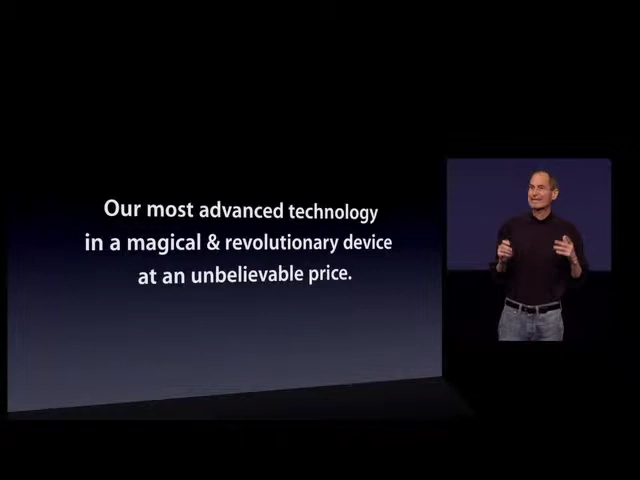 Our most advanced technology
in a magical & revolutionary device
at an unbelievable price.